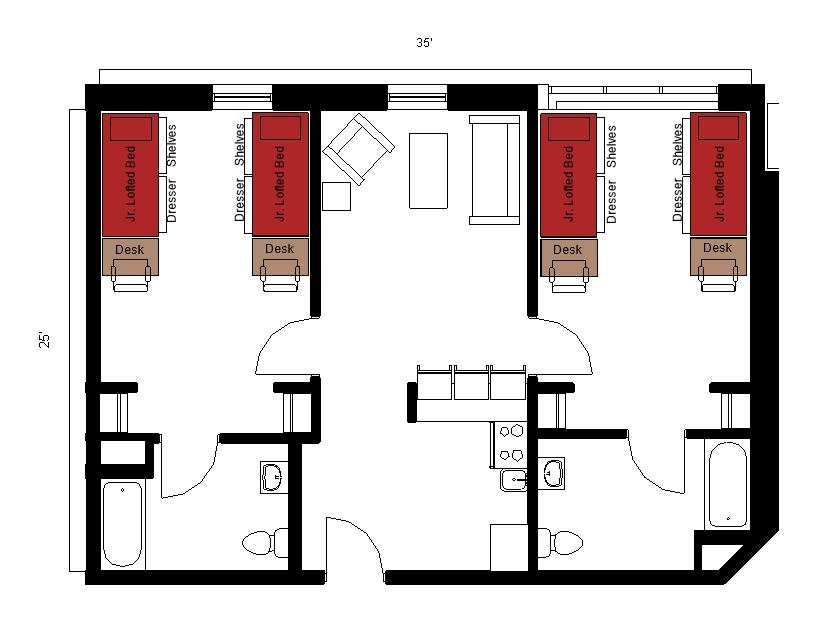 35'
25'
Jr. Lofted Bed
Shelves
Dresser
Desk
Jr. Lofted Bed
Shelves
Dresser
Desk
Jr. Lofted Bed
Shelves
Dresser
Desk
Jr. Lofted Bed
Shelves
Dresser
Desk